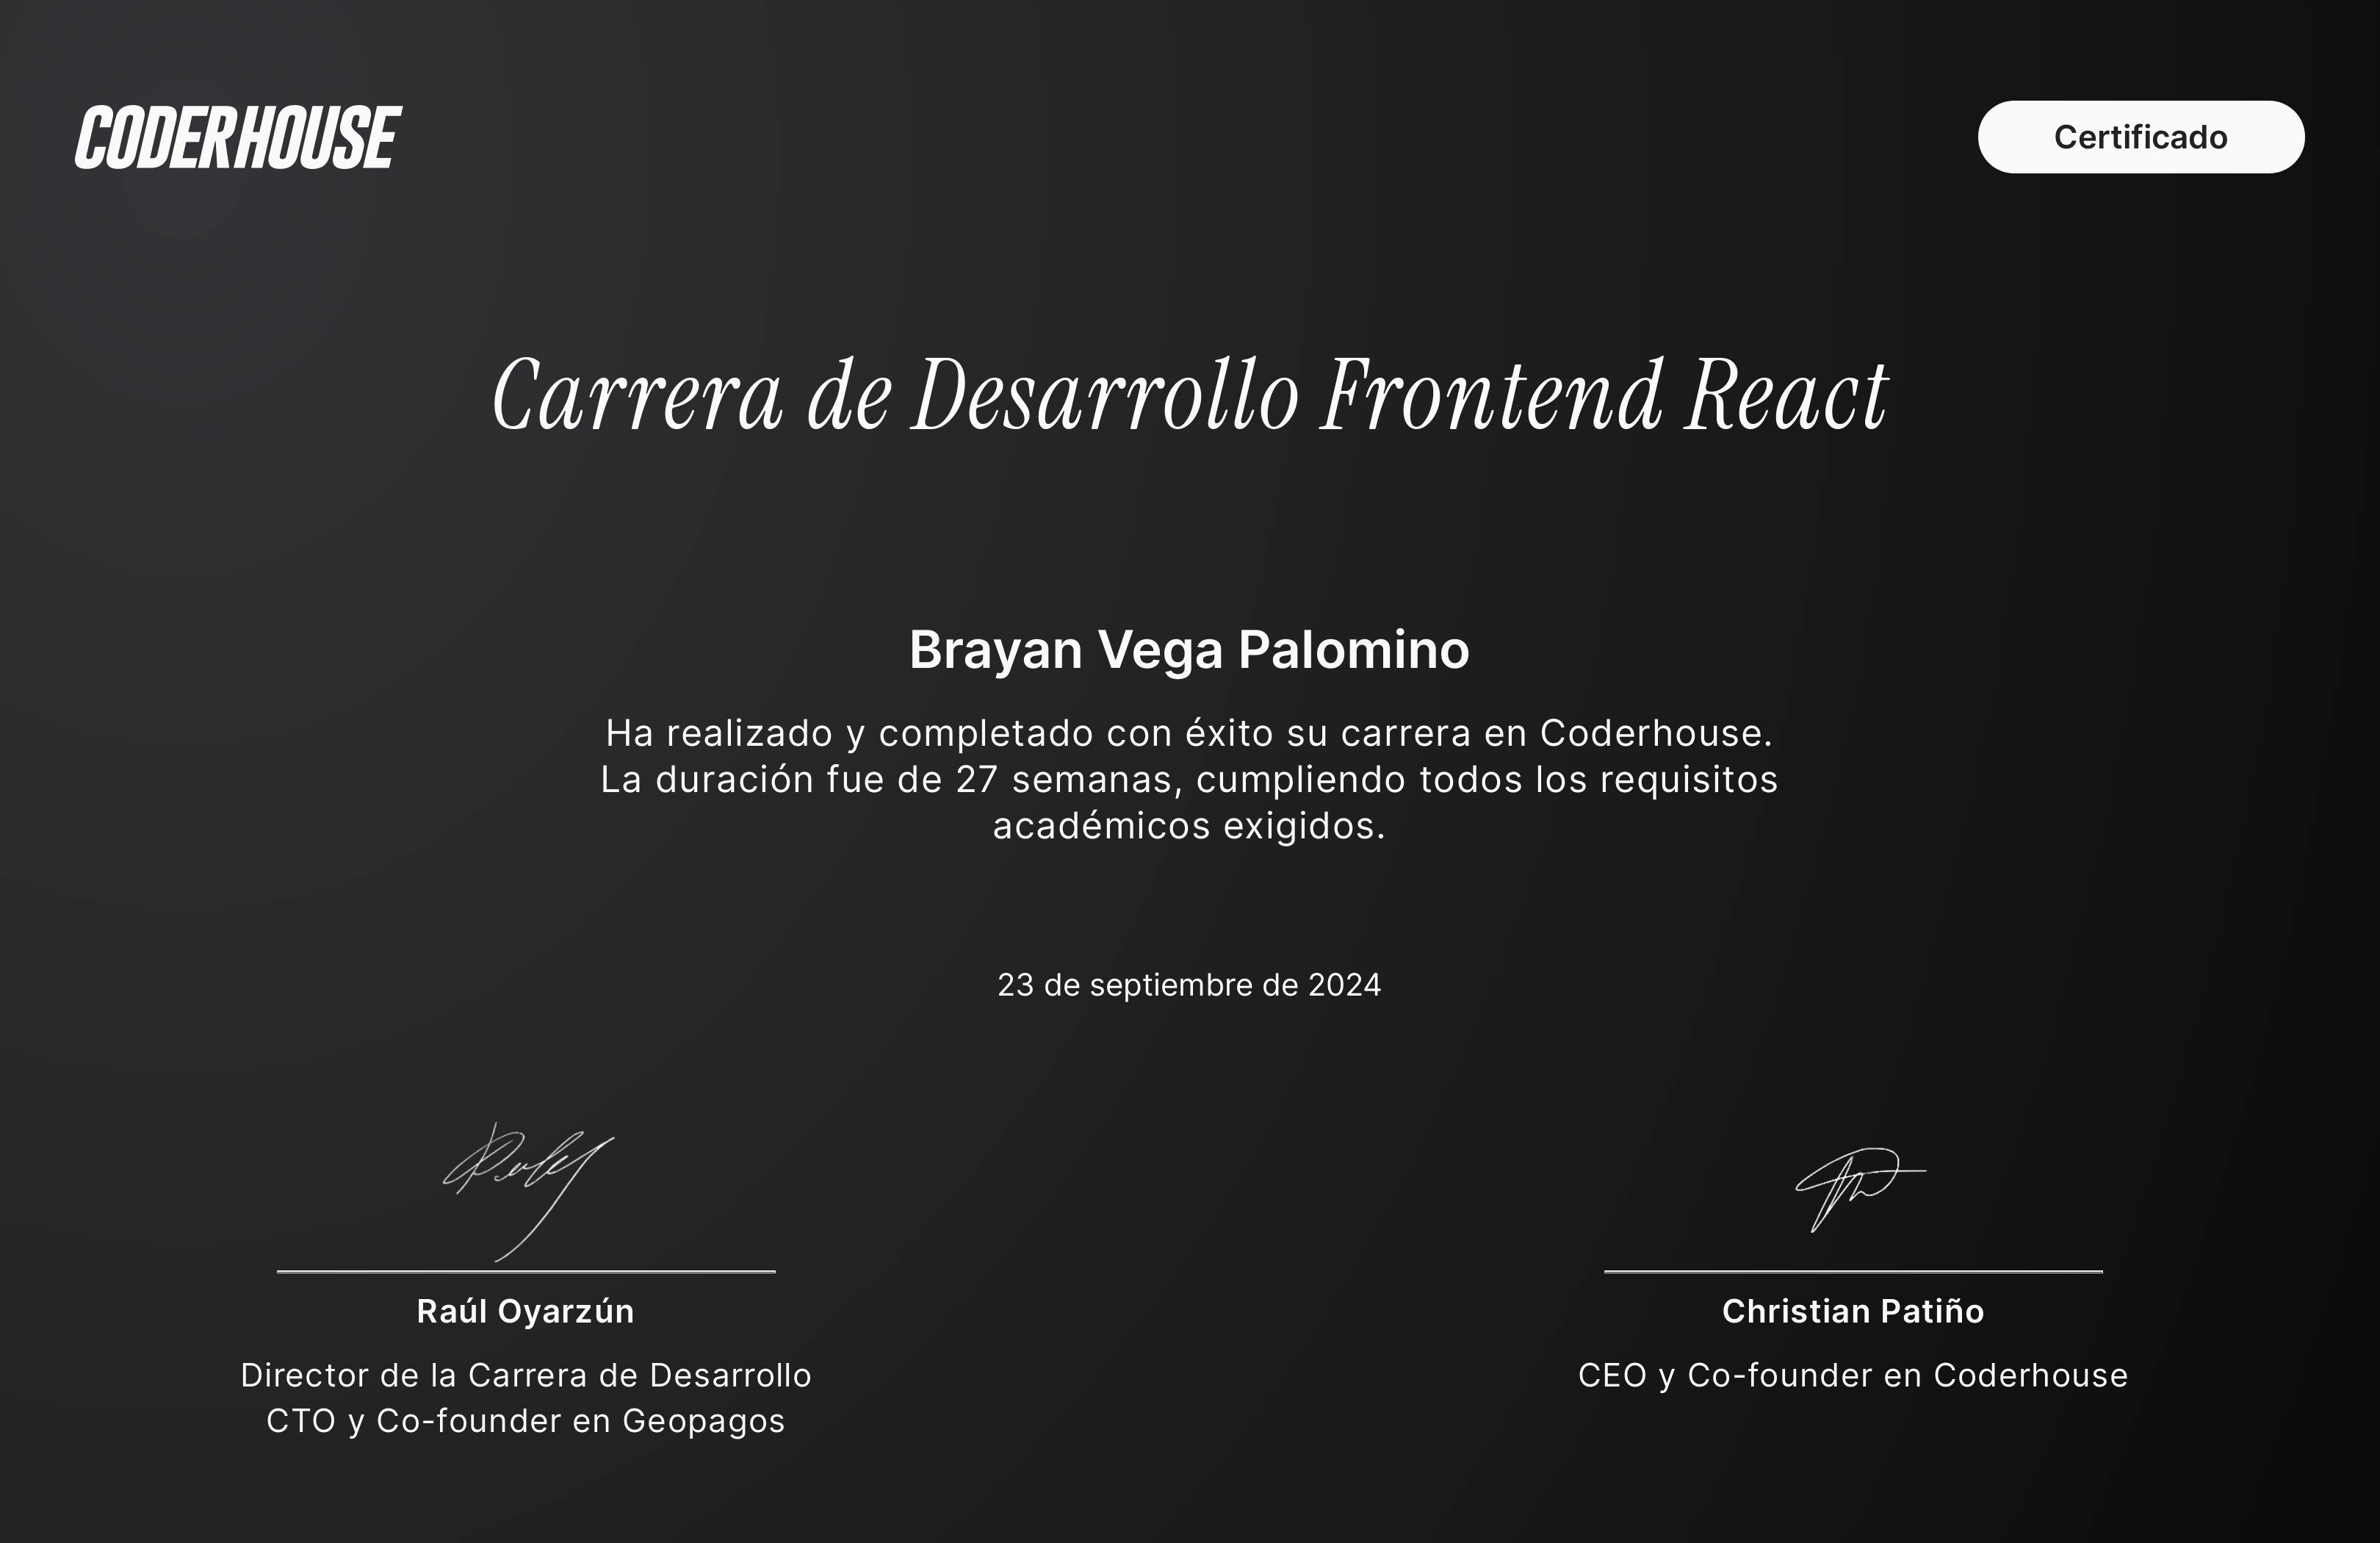 CODERHOUSE
Certificado
Carrera de Desarrollo Frontend React
Brayan Vega Palomino
Ha realizado y completado con éxito su carrera en Coderhouse.
La duración fue de 27 semanas, cumpliendo todos los requisitos
académicos exigidos.
23 de septiembre de 2024
Raúl Oyarzún
Director de la Carrera de Desarrollo
CTO y Co-founder en Geopagos
Christian Patiño
CEO y Co-founder en Coderhouse